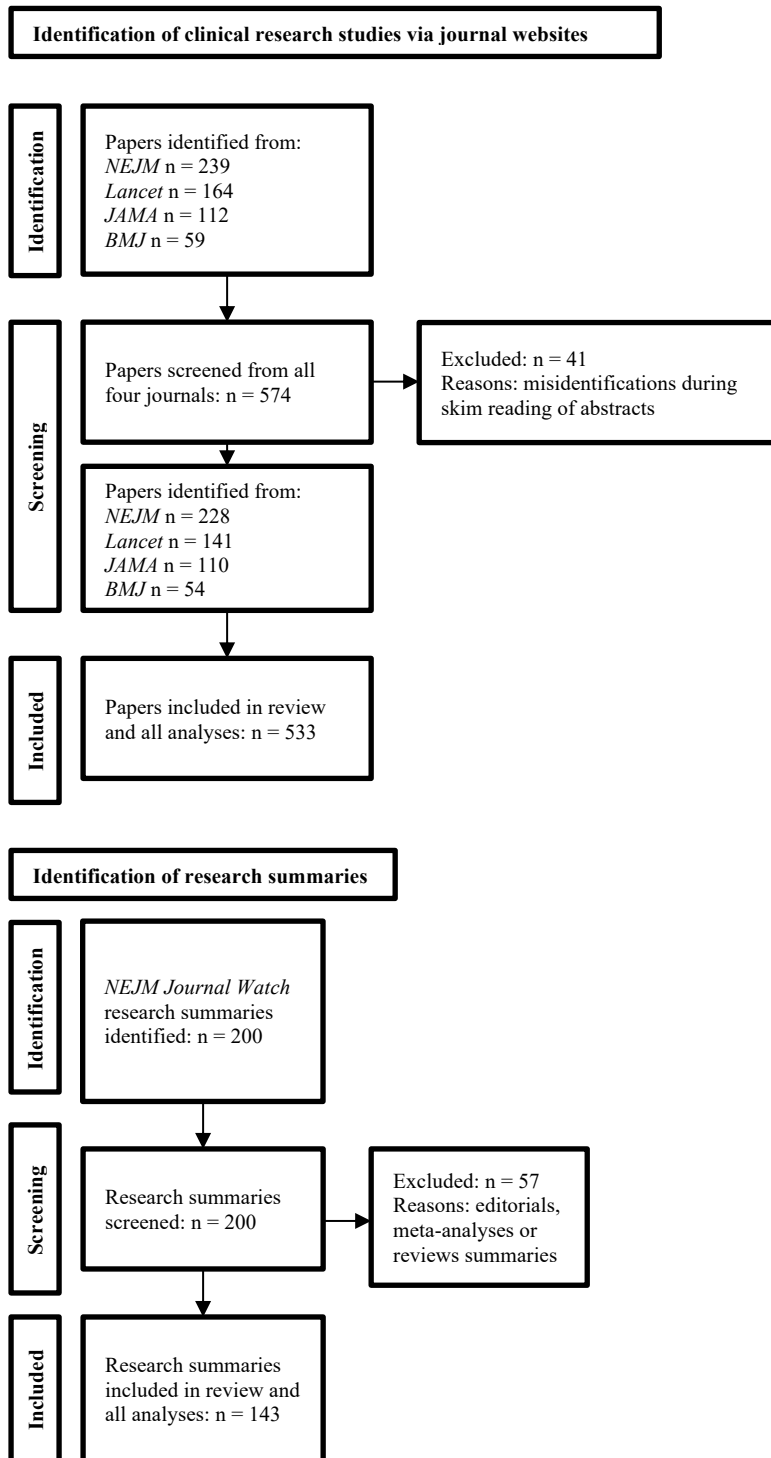 Identification of clinical research studies via journal websites
Identification
Papers identified from:
NEJM n = 239
Lancet n = 164
JAMA n = 112
BMJ n = 59
Screening
Papers screened from all
four journals: n = 574
Excluded: n = 41
Reasons: misidentifications during
skim reading of abstracts
Papers identified from:
NEJM n = 228
Lancet n = 141
JAMA n = 110
BMJ n = 54
Included
Papers included in review
and all analyses: n = 533
Identification of research summaries
Identification
NEJM Journal Watch
research summaries
identified: n = 200
Screening
Research summaries
screened: n = 200
Excluded: n = 57
Reasons: editorials,
meta-analyses or
reviews summaries
Included
Research summaries
included in review and
all analyses: n = 143